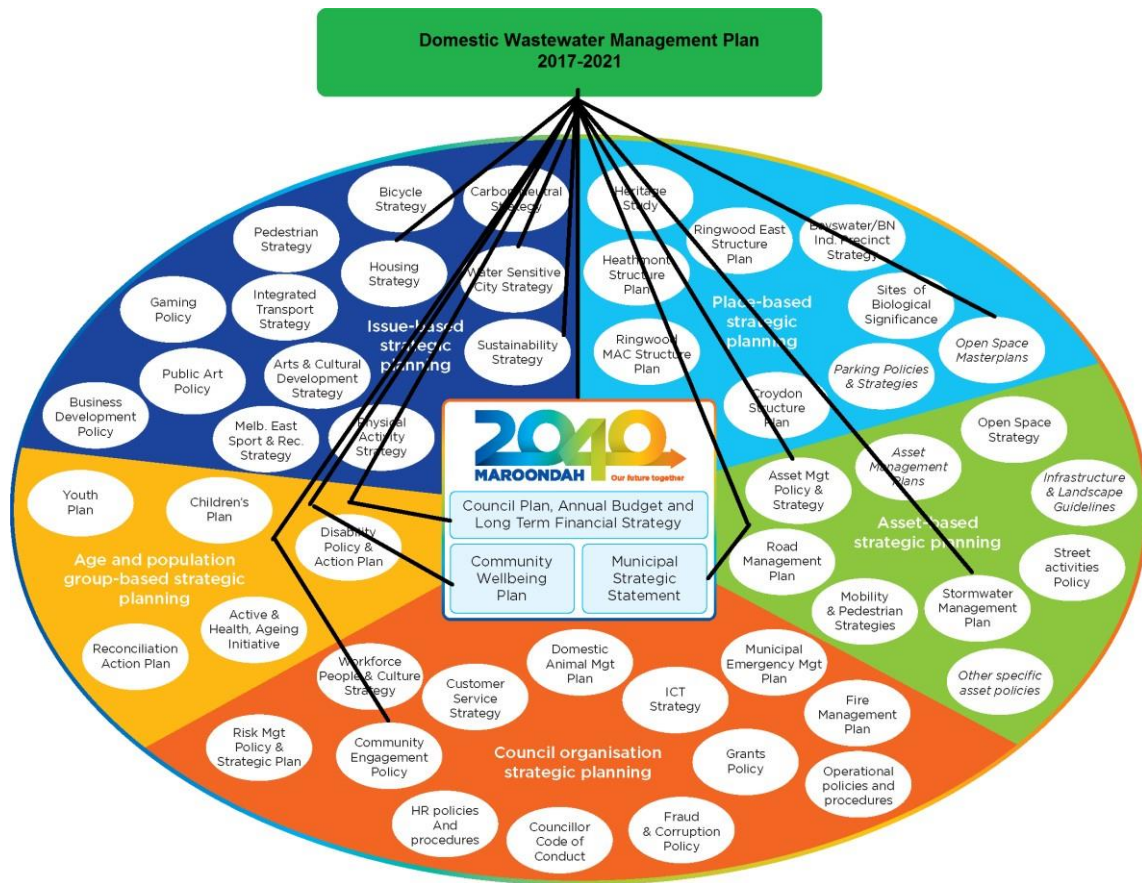 Domestic Wastewater Management Plan
2017-2021
Bicycle
Strategy
Carbon Neutral
Strategy
Pedestrian
Strategy
Housing
Strategy
Water Sensitive
City Strategy
Gaming
Policy
Integrated
Transport
Strategy
Issue-based
strategic
planning
Sustainability
Strategy
Public Art
Policy
Arts & Cultural
Development
Strategy
Business
Development
Policy
Melb. East
Sport & Rec.
Strategy
Physical
Activity
Strategy
Heritage
Study
Ringwood East
Structure
Plan
Bayswater/BN
Ind. Precinct
Strategy
Heathmont
Structure
Plan
Place-based
strategic
planning
Sites of
Biological
Significance
Ringwood
MAC Structure
Plan
Parking Policies
& Strategies
Open Space
Masterplans
Croydon
Structure
Plan
2040
MAROONDAH
Our future together
Council Plan, Annual Budget and
Long Term Financial Strategy
Community
Wellbeing
Plan
Municipal
Strategic
Statement
Asset Mgt
Policy &
Strategy
Asset
Management
Plans
Open Space
Strategy
Infrastructure
& Landscape
Guidelines
Asset-based
strategic planning
Road
Management
Plan
Street
activities
Policy
Mobility
& Pedestrian
Strategies
Stormwater
Management
Plan
Other specific
asset policies
Youth
Plan
Children's
Plan
Disability
Policy &
Action Plan
Age and population
group-based strategic
planning
Active &
Health, Ageing
Initiative
Reconciliation
Action Plan
Workforce
People & Culture
Strategy
Customer
Service
Strategy
Domestic
Animal Mgt
Plan
ICT
Strategy
Municipal
Emergency Mgt
Plan
Fire
Management
Plan
Risk Mgt
Policy &
Strategic Plan
Community
Engagement
Policy
Council organisation
strategic planning
Grants
Policy
Operational
policies and
procedures
HR policies
And
procedures
Councillor
Code of
Conduct
Fraud
& Corruption
Policy